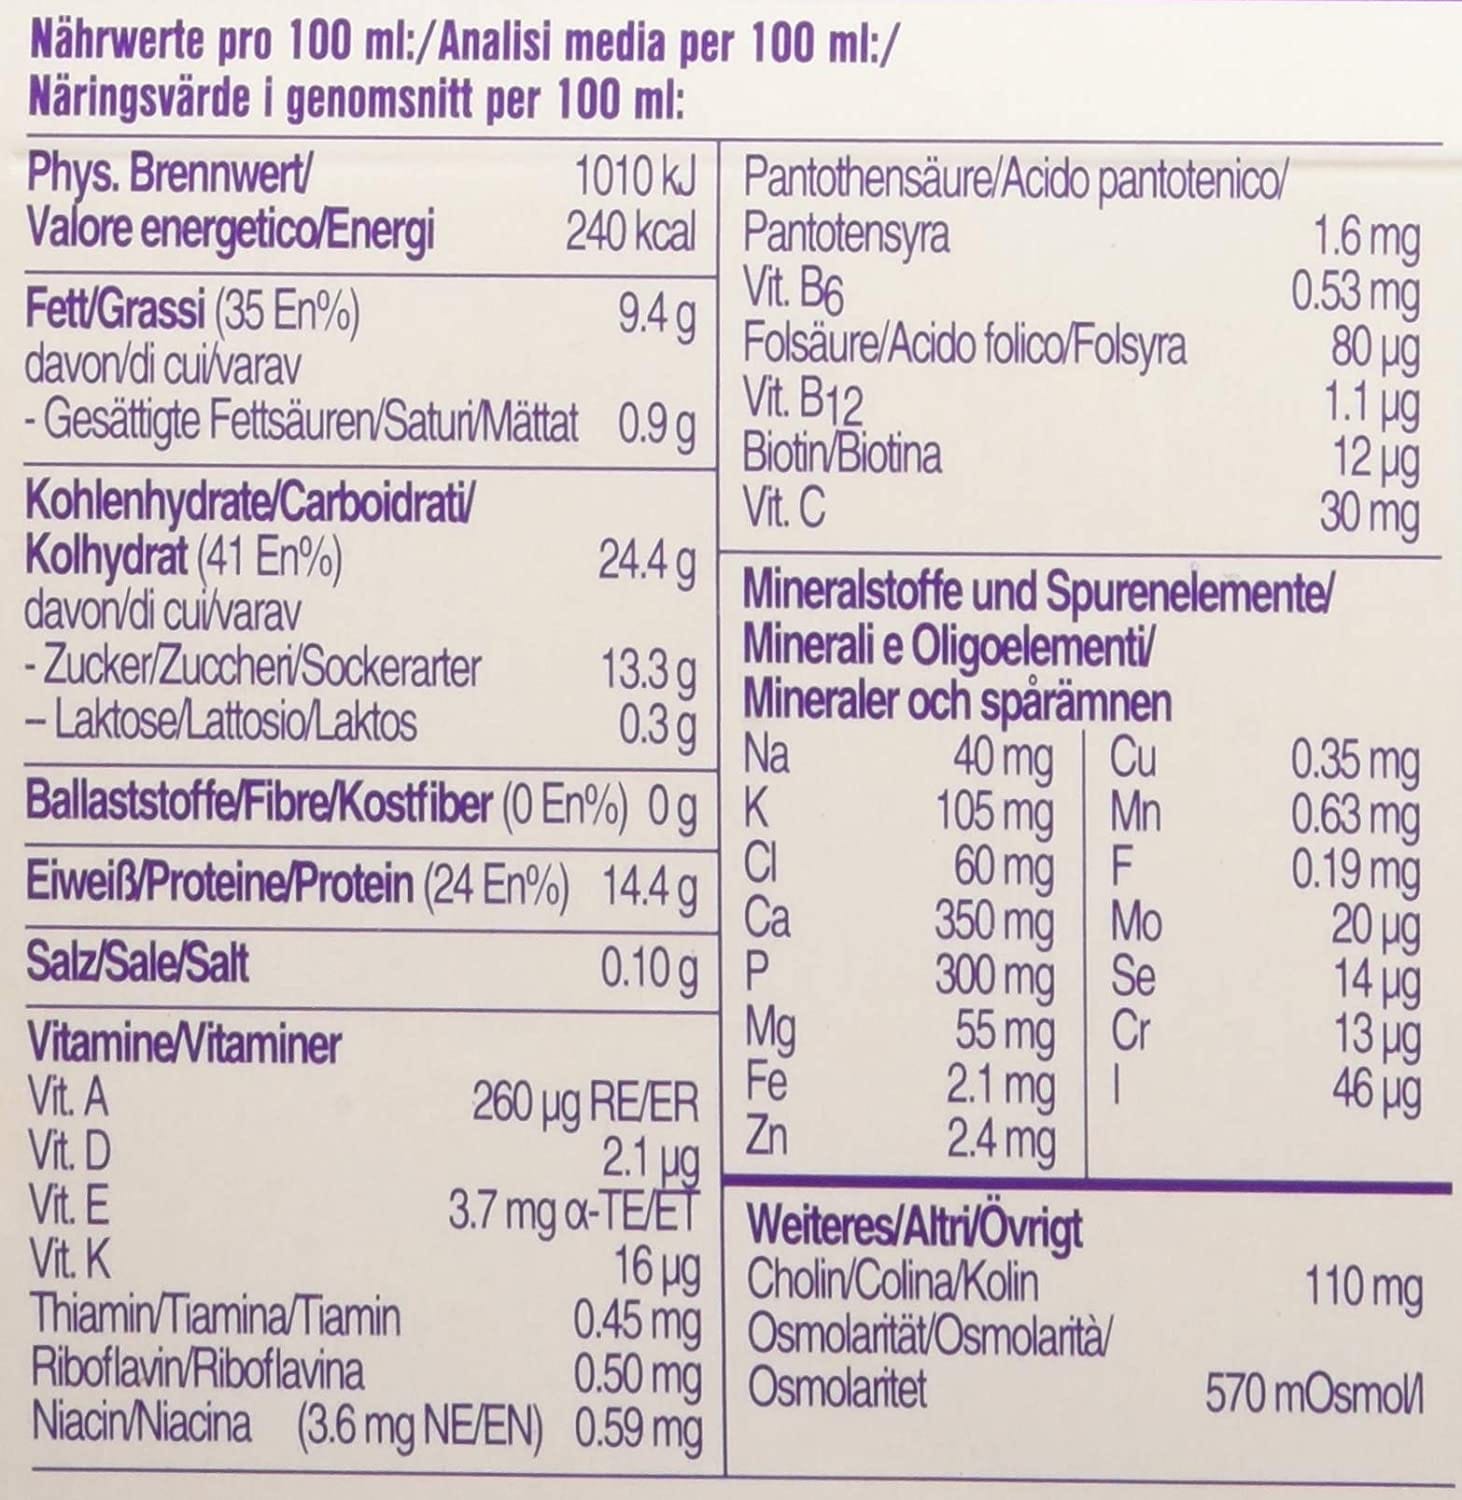 Nährwerte pro 100 ml:/Analisi media per 100 ml:/
Näringsvärde i genomsnitt per 100 ml:
Phys. Brennwert/ 1010 kJ
Valore energetico/Energi 240 kcal
Fett/Grassi (35 En%) 9.4 g
davon/di cui/varav
- Gesättigte Fettsäuren/Saturi/Mättat 0.9 g
Kohlenhydrate/Carboidrati/
Kolhydrat (41 En%) 24.4 g
davon/di cui/varav
- Zucker/Zuccheri/Sockerarter 13.3 g
– Laktose/Lattosio/Laktos 0.3 g
Ballaststoffe/Fibre/Kostfiber (0 En%) 0 g
Eiweiß/Proteine/Protein (24 En%) 14.4 g
Salz/Sale/Salt 0.10 g
Vitamine/Vitaminer
Vit. A 260 µg RE/ER
Vit. D 2.1 µg
Vit. E 3.7 mg α-TE/ET
Vit. K 16 µg
Thiamin/Tiamina/Tiamin 0.45 mg
Riboflavin/Riboflavina 0.50 mg
Niacin/Niacina (3.6 mg NE/EN) 0.59 mg
Pantothensäure/Acido pantotenico/
Pantotensyra 1.6 mg
Vit. B6 0.53 mg
Folsäure/Acido folico/Folsyra 80 µg
Vit. B12 1.1 µg
Biotin/Biotina 12 µg
Vit. C 30 mg
Mineralstoffe und Spurenelemente/
Minerali e Oligoelementi/
Mineraler och spårämnen
Na 40 mg Cu 0.35 mg
K 105 mg Mn 0.63 mg
Cl 60 mg F 0.19 mg
Ca 350 mg Mo 20 µg
P 300 mg Se 14 µg
Mg 55 mg Cr 13 µg
Fe 2.1 mg I 46 µg
Zn 2.4 mg
Weiteres/Altri/Övrigt
Cholin/Colina/Kolin 110 mg
Osmolarität/Osmolarità/
Osmolaritet 570 mOsmol/l